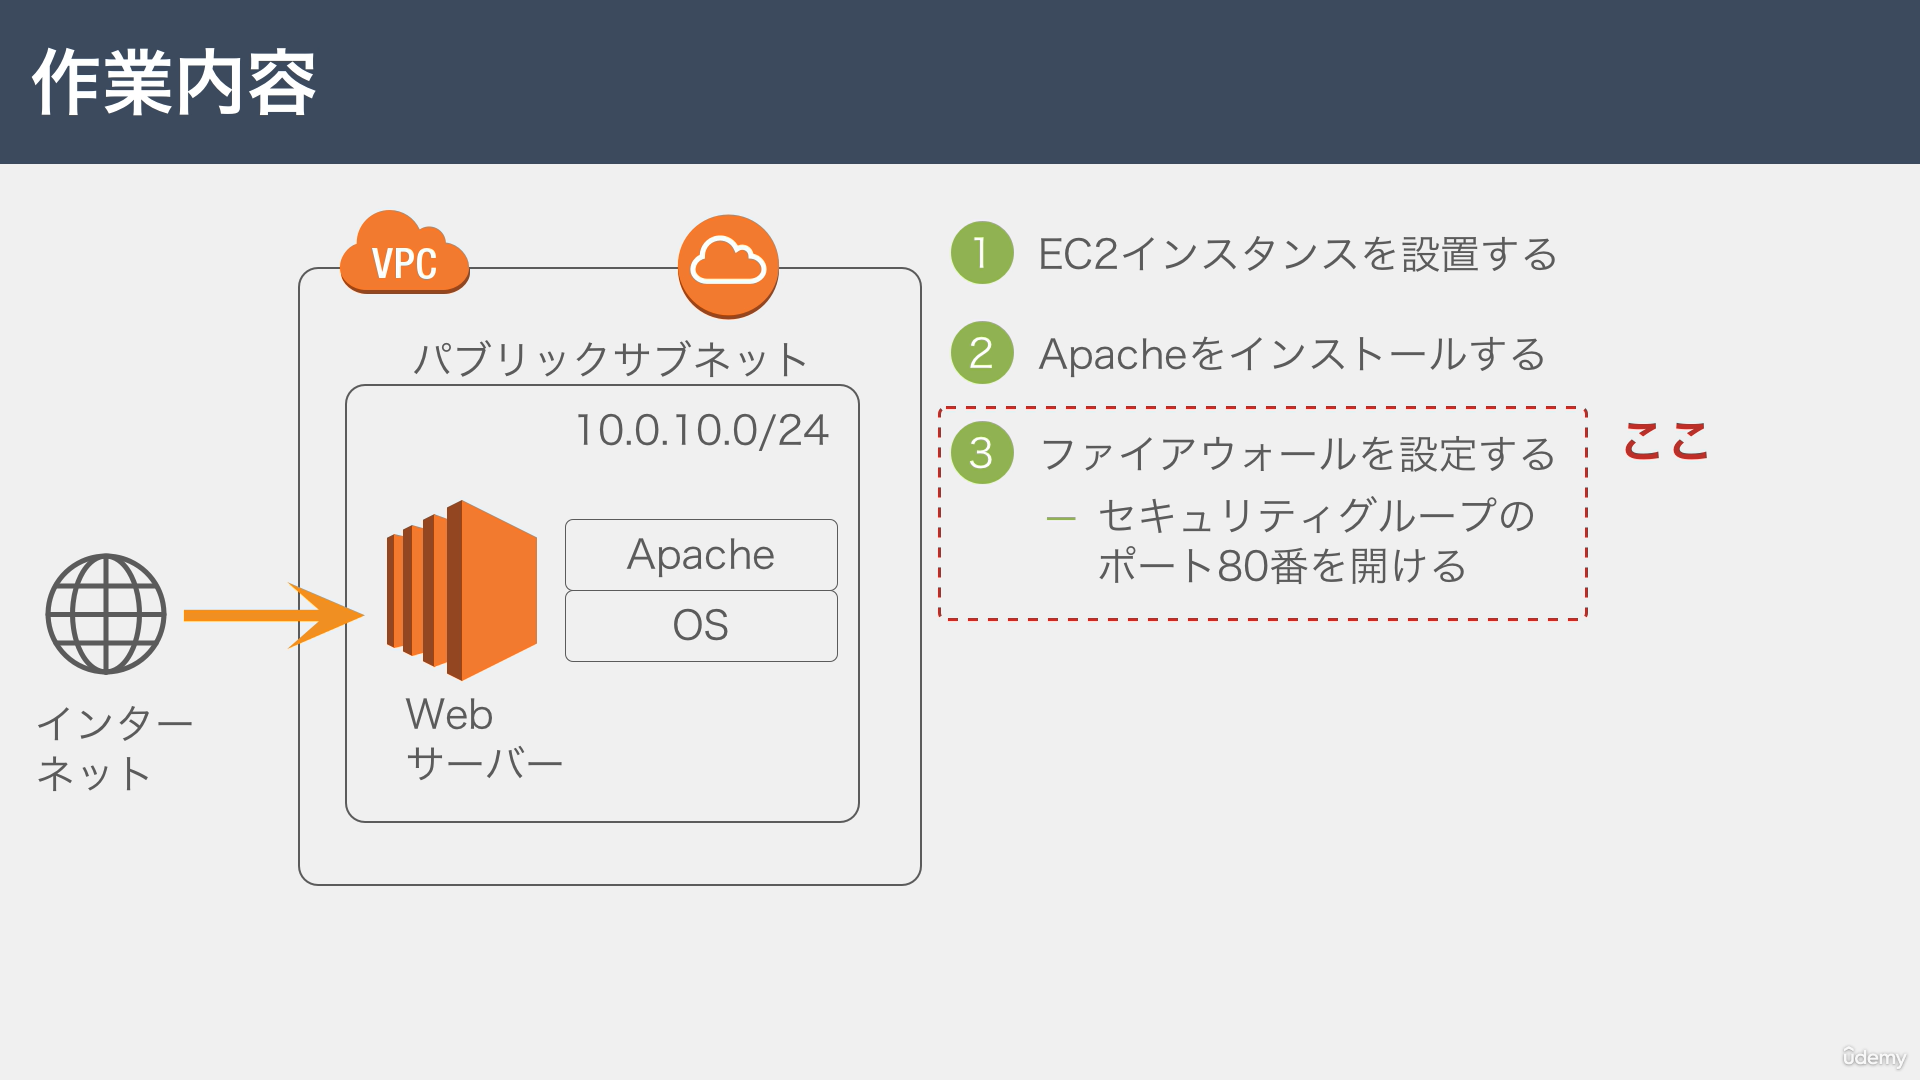 作業内容
VPC
パブリックサブネット
10.0.10.0/24
Apache
OS
Web
サーバー
インター
ネット
1 EC2インスタンスを設置する
2 Apacheをインストールする
3 ファイアウォールを設定する
ここ
— セキュリティグループの
ポート80番を開ける
ûdemy